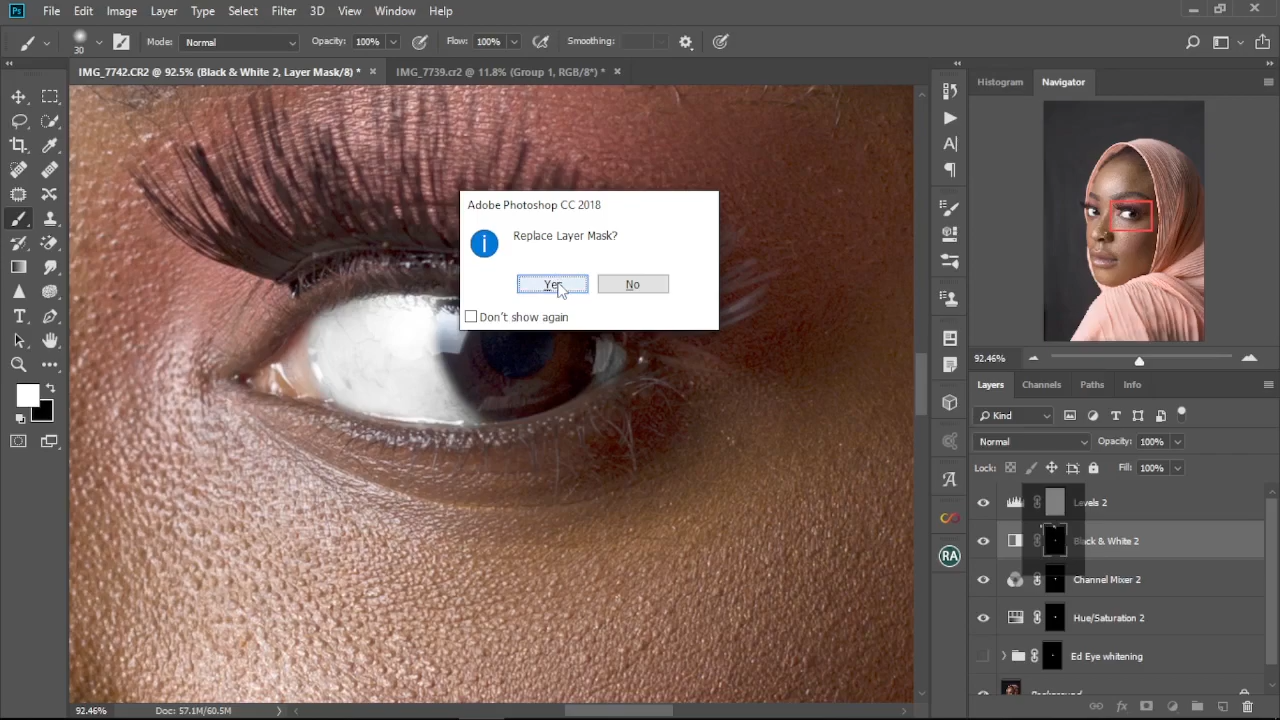 Ps File Edit Image Layer Type Select Filter 3D View Window Help
30 Mode: Normal Opacity: 100% Flow: 100% Smoothing:
IMG_7742.CR2 @ 92.5% (Black & White 2, Layer Mask/8) * × IMG_7739.cr2 @ 11.8% (Group 1, RGB/8*) * ×
Histogram Navigator
Adobe Photoshop CC 2018
Replace Layer Mask?
Yes No
Don't show again
92.46%
Layers Channels Paths Info
Kind
Normal Opacity: 100%
Lock: Fill: 100%
Levels 2
Black & White 2
Channel Mixer 2
RA
Hue/Saturation 2
Ed Eye whitening
Background
92.46% Doc: 57.1M/60.5M